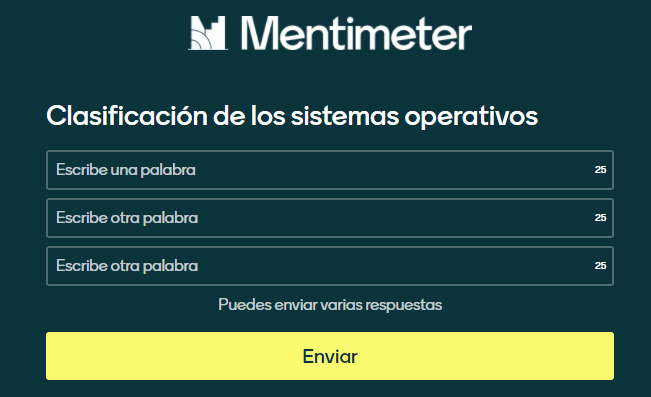 Mentimeter
Clasificación de los sistemas operativos
Escribe una palabra 25
Escribe otra palabra 25
Escribe otra palabra 25
Puedes enviar varias respuestas
Enviar